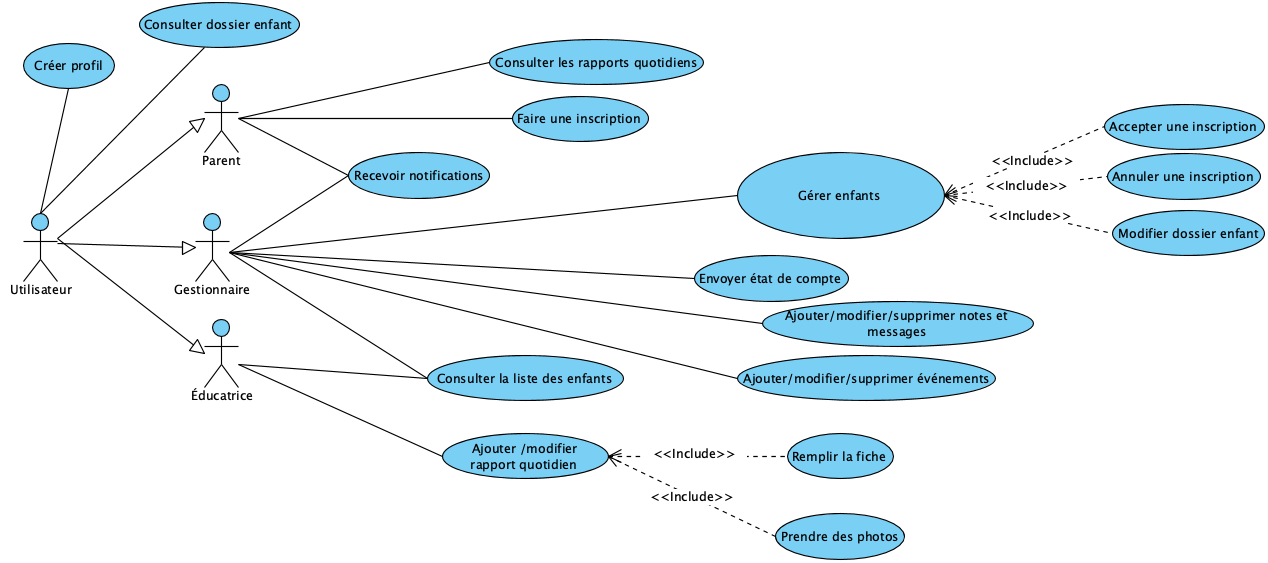 Consulter dossier enfant
Créer profil
Consulter les rapports quotidiens
Faire une inscription
Parent
Recevoir notifications
Accepter une inscription
<<Include>>
Annuler une inscription
<<Include>>
Gérer enfants
<<Include>>
Modifier dossier enfant
Utilisateur
Gestionnaire
Envoyer état de compte
Ajouter/modifier/supprimer notes et
messages
Consulter la liste des enfants
Ajouter/modifier/supprimer événements
Éducatrice
Ajouter /modifier
rapport quotidien
<<Include>>
Remplir la fiche
<<Include>>
Prendre des photos